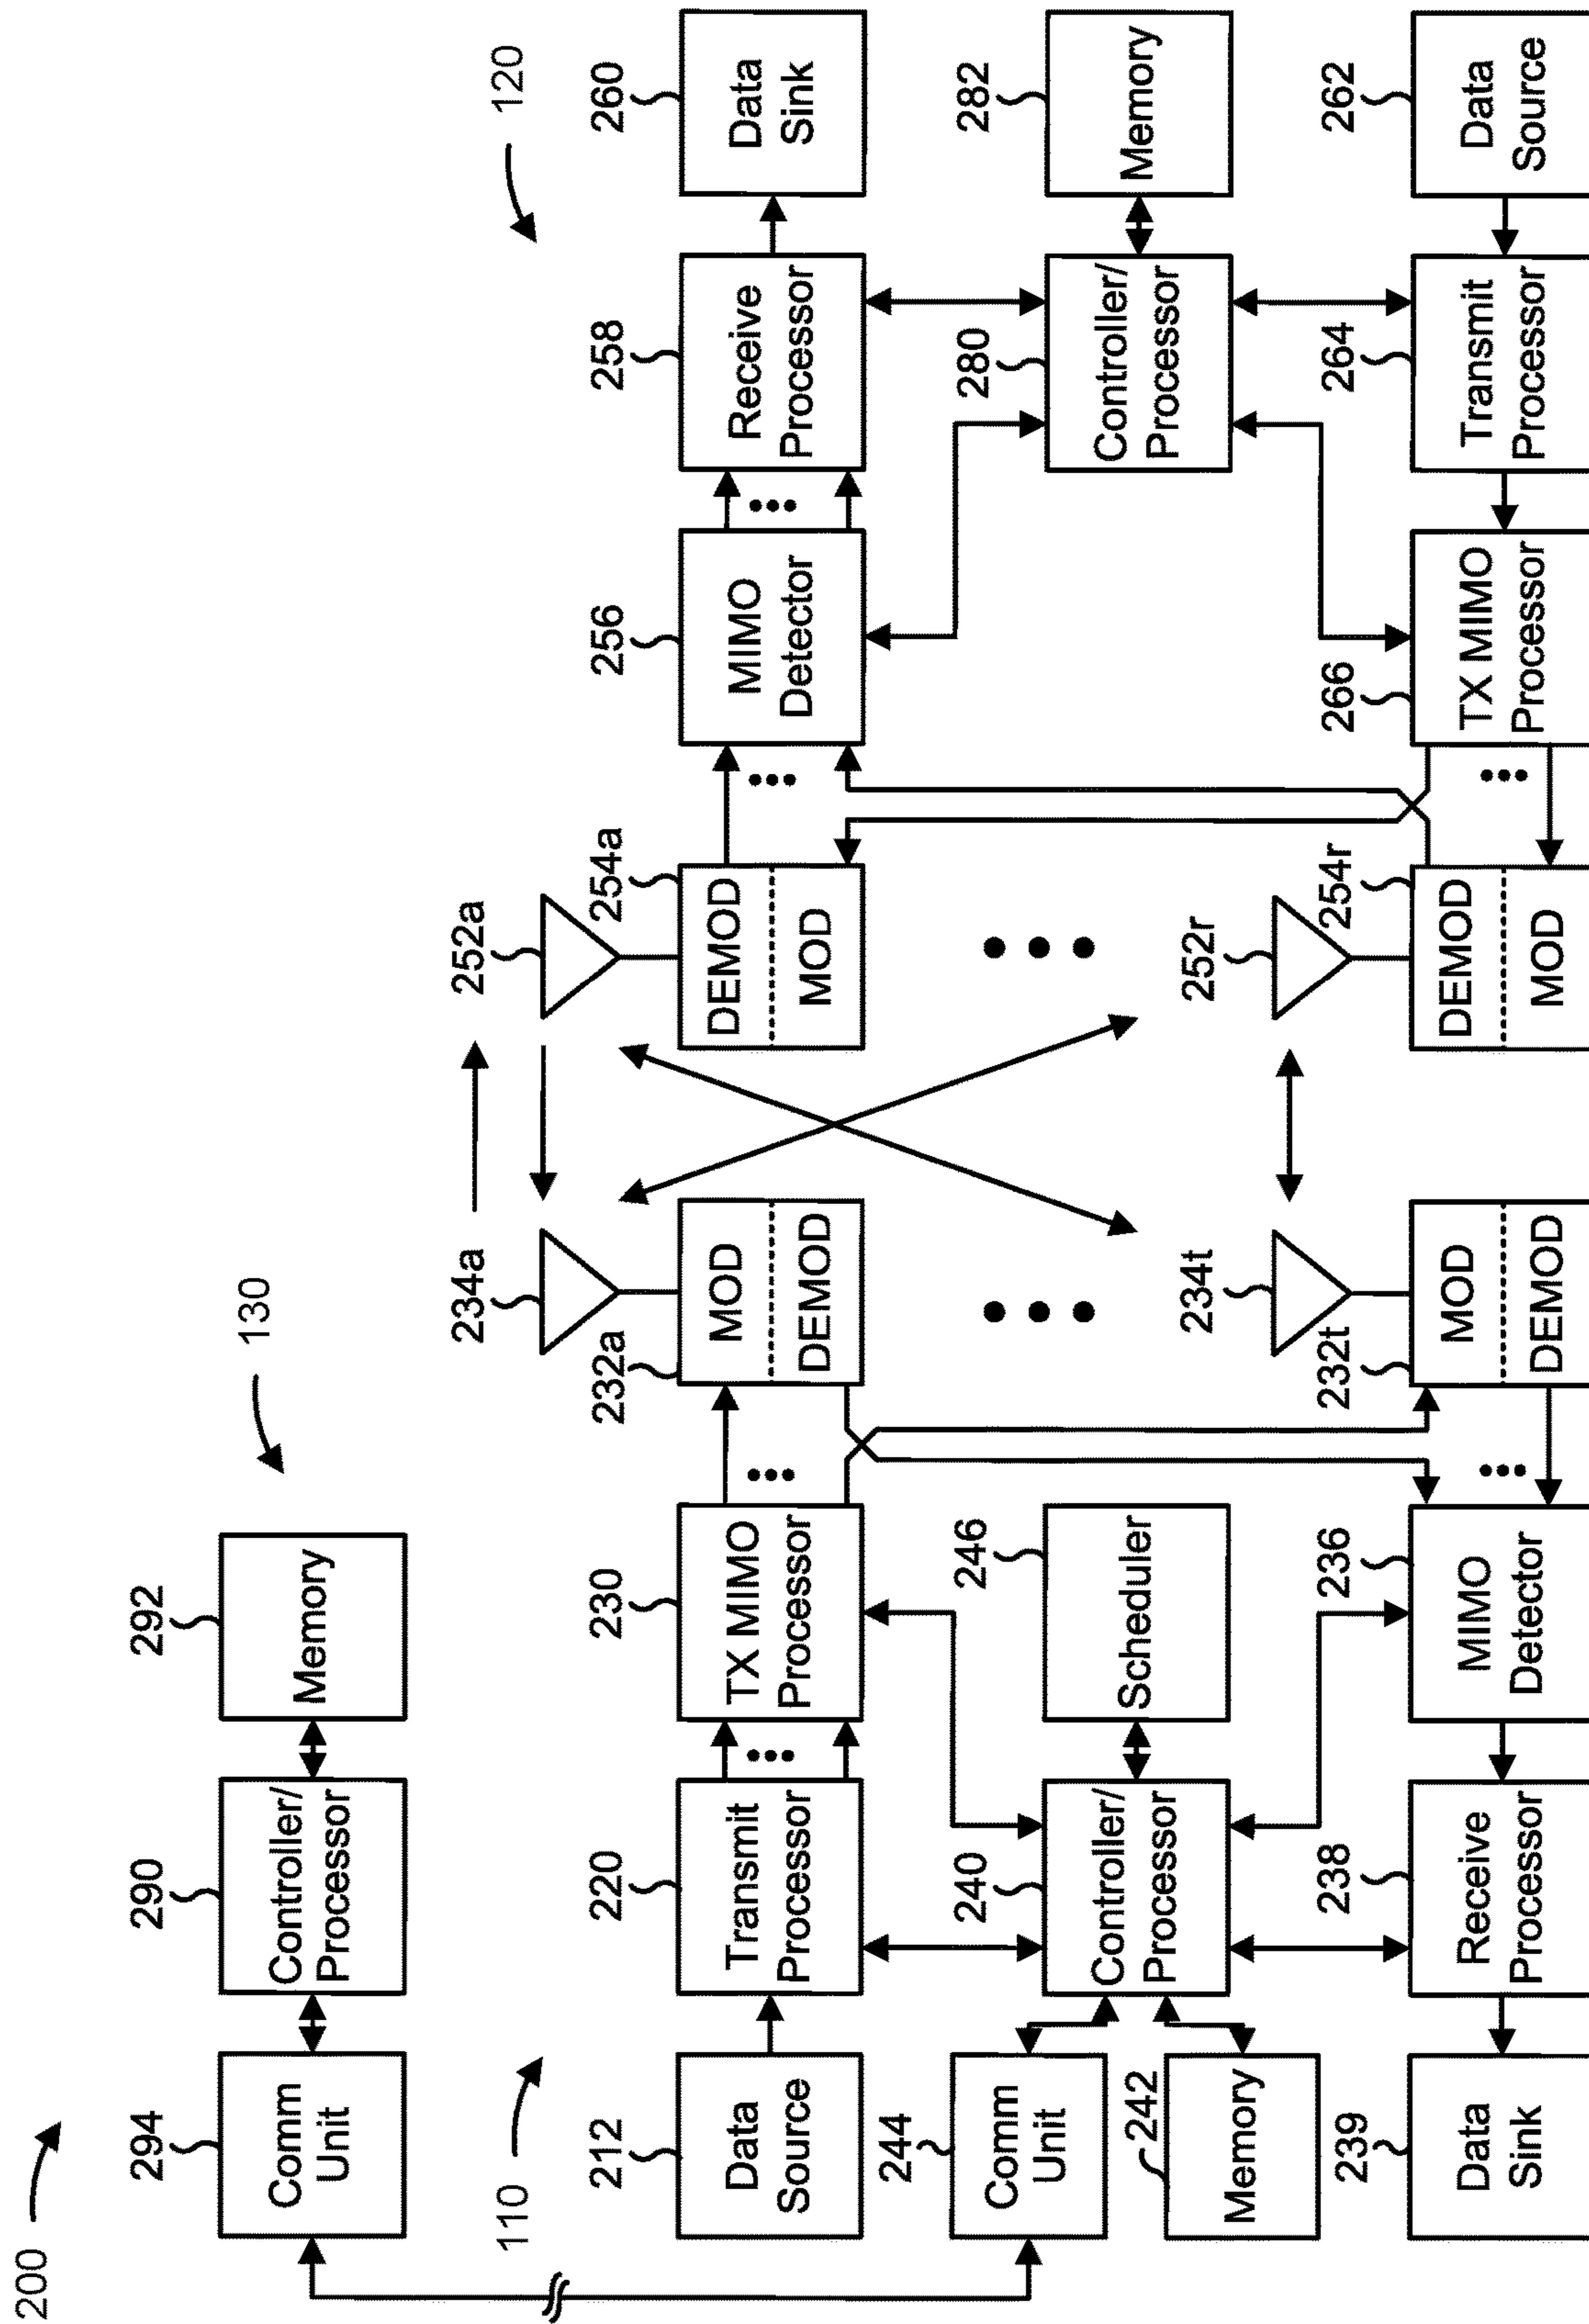 200
130
294
290
292
Comm
Unit
Controller/
Processor
Memory
110
120
234a
252a
212
220
230
232a
254a
256
258
260
Data
Source
Transmit
Processor
TX MIMO
Processor
MOD
DEMOD
DEMOD
MOD
MIMO
Detector
Receive
Processor
Data
Sink
244
240
246
280
282
Comm
Unit
Controller/
Processor
Scheduler
Controller/
Processor
Memory
242
Memory
234t
252r
239
238
236
232t
254r
266
264
262
Data
Sink
Receive
Processor
MIMO
Detector
MOD
DEMOD
DEMOD
MOD
TX MIMO
Processor
Transmit
Processor
Data
Source